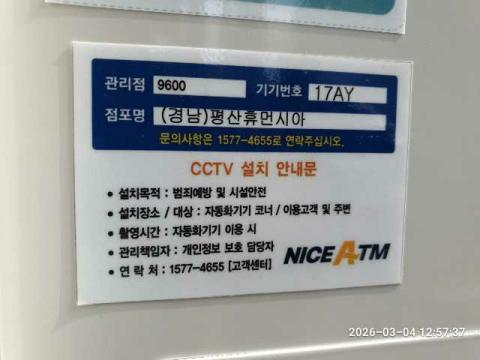 관리점 9600 기기번호 17AY
점포명 (경남)평산휴먼시아
문의사항은 1577-4655로 연락주십시오.
CCTV 설치 안내문
• 설치목적 : 범죄예방 및 시설안전
• 설치장소 / 대상 : 자동화기기 코너 / 이용고객 및 주변
• 촬영시간 : 자동화기기 이용 시
• 관리책임자 : 개인정보 보호 담당자
• 연 락 처 : 1577-4655 [고객센터]
NICE ATM
2026-03-04 12:57:37